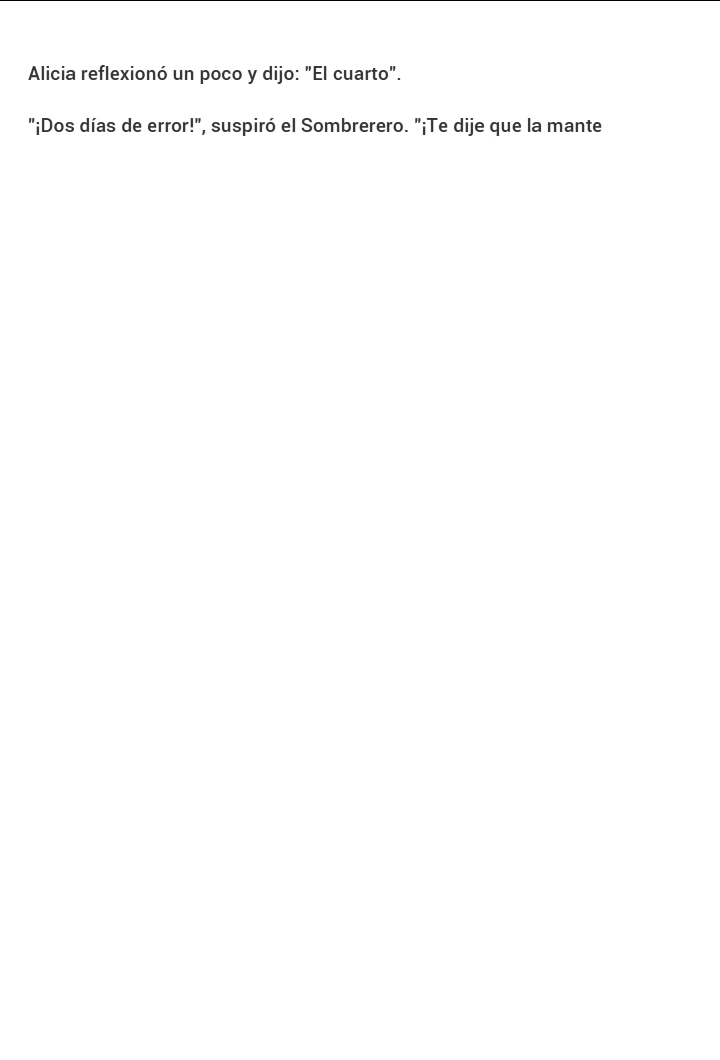 Alicia reflexionó un poco y dijo: "El cuarto".
"¡Dos días de error!", suspiró el Sombrerero. "¡Te dije que la mante